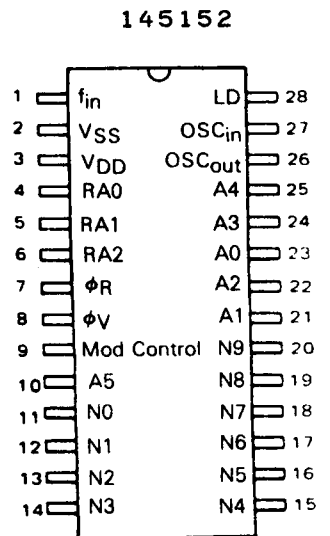 145152
1 fin LD 28
2 VSS OSCin 27
3 VDD OSCout 26
4 RA0 A4 25
5 RA1 A3 24
6 RA2 A0 23
7 ϕR A2 22
8 ϕV A1 21
9 Mod Control N9 20
10 A5 N8 19
11 N0 N7 18
12 N1 N6 17
13 N2 N5 16
14 N3 N4 15